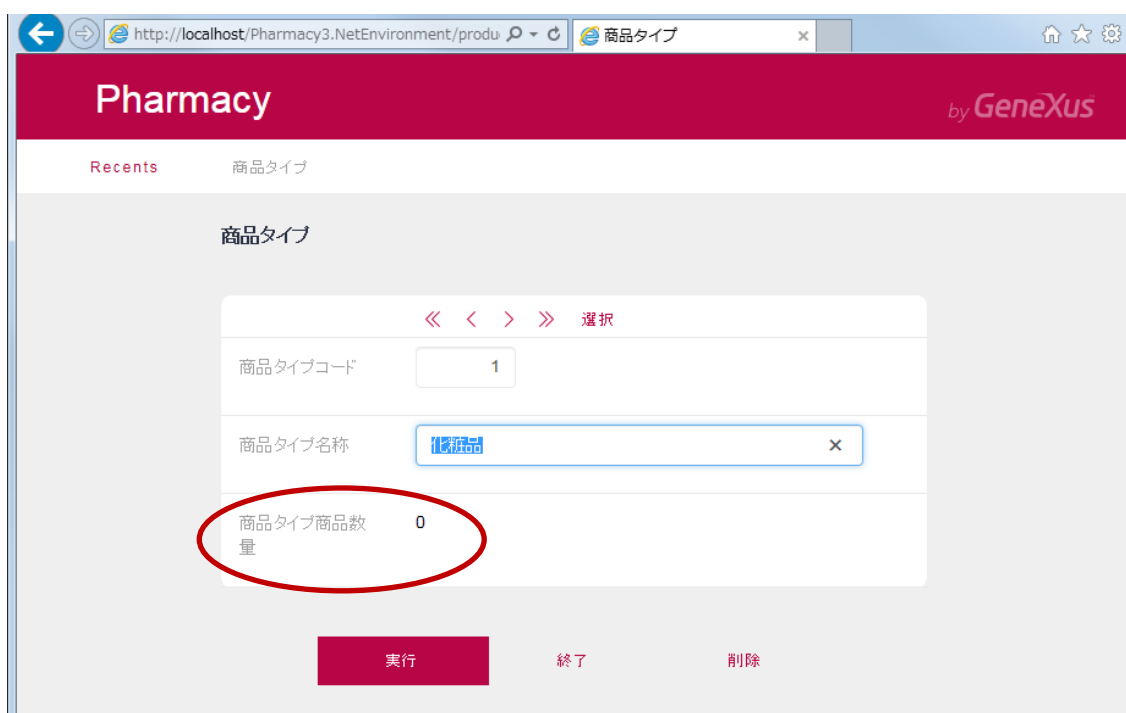 http://localhost/Pharmacy3.NetEnvironment/produ
商品タイプ
Pharmacy
by GeneXus
Recents
商品タイプ
商品タイプ
選択
商品タイプコード
1
商品タイプ名称
化粧品
商品タイプ商品数
量
0
実行
終了
削除